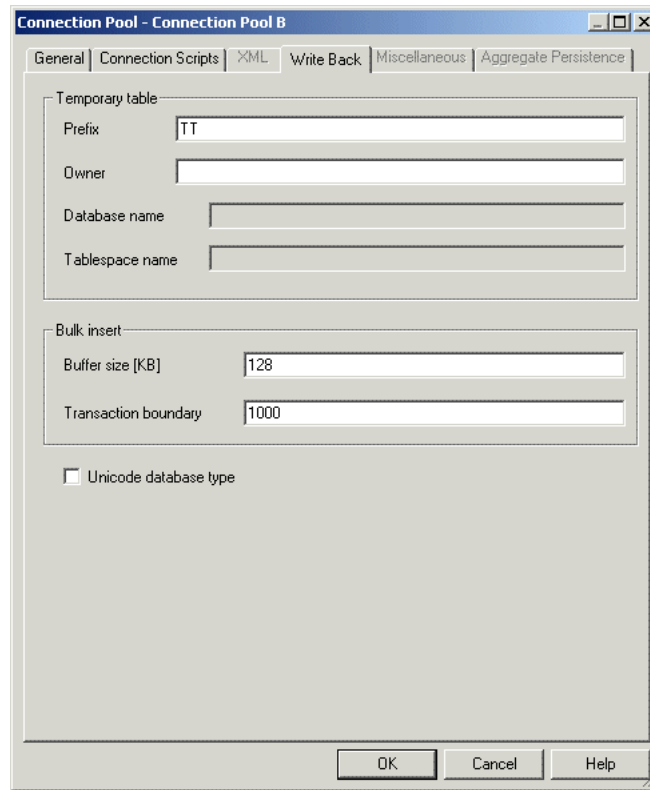 Connection Pool - Connection Pool B
General Connection Scripts XML Write Back Miscellaneous Aggregate Persistence
Temporary table
Prefix TT
Owner
Database name
Tablespace name
Bulk insert
Buffer size [KB] 128
Transaction boundary 1000
Unicode database type
OK Cancel Help